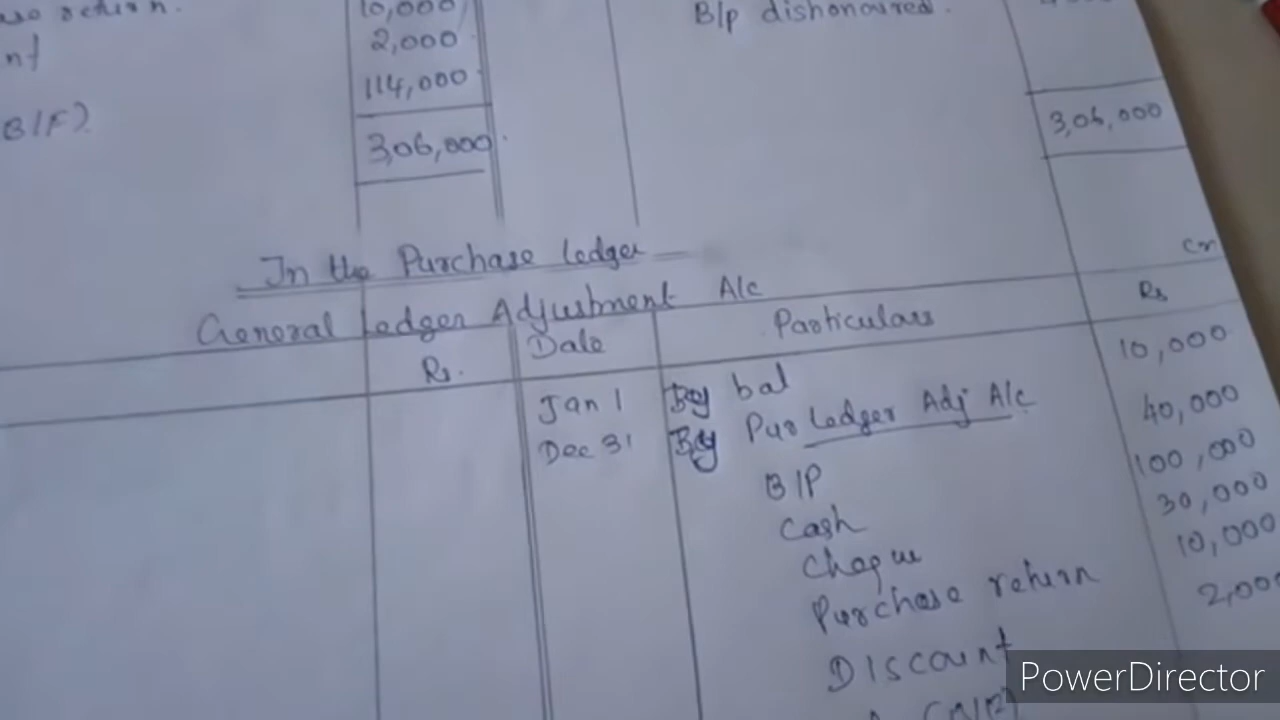 return.
10,000
B/p dishonoured.
2,000
114,000
B/F)
3,06,000
3,06,000
In the Purchase Ledger
Cr
General Ledger Adjustment A/c
Rs. Date Particulars Rs
Jan 1 By bal 10,000
Dec 31 By Pur Ledger Adj A/c
B/P 40,000
Cash 100,000
Cheque 30,000
Purchase return 10,000
Discount
PowerDirector